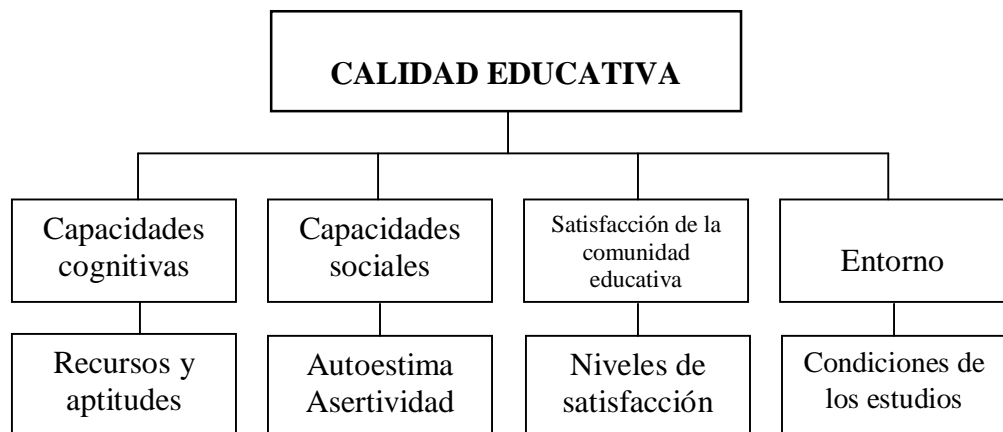 CALIDAD EDUCATIVA
Capacidades
cognitivas
Capacidades
sociales
Satisfacción de la
comunidad
educativa
Entorno
Recursos y
aptitudes
Autoestima
Asertividad
Niveles de
satisfacción
Condiciones de
los estudios